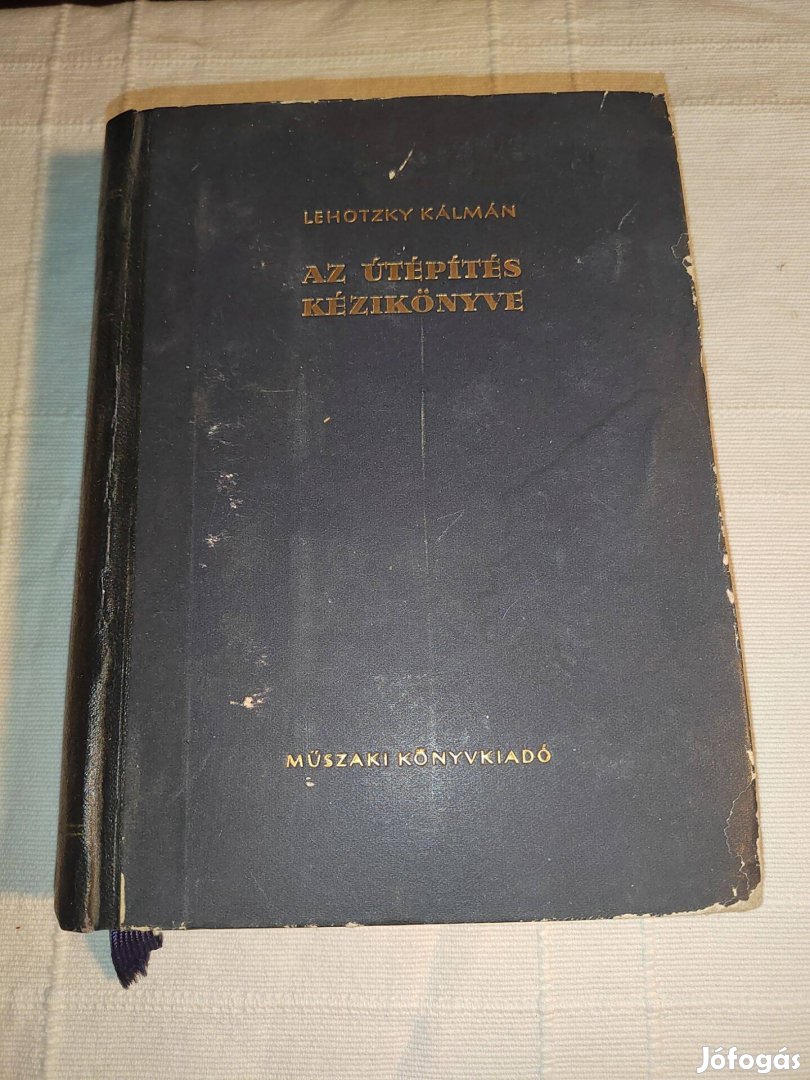 LEHOTZKY KÁLMÁN
AZ ÚTÉPÍTÉS
KÉZIKÖNYVE
MŰSZAKI KÖNYVKIADÓ
Jófogás